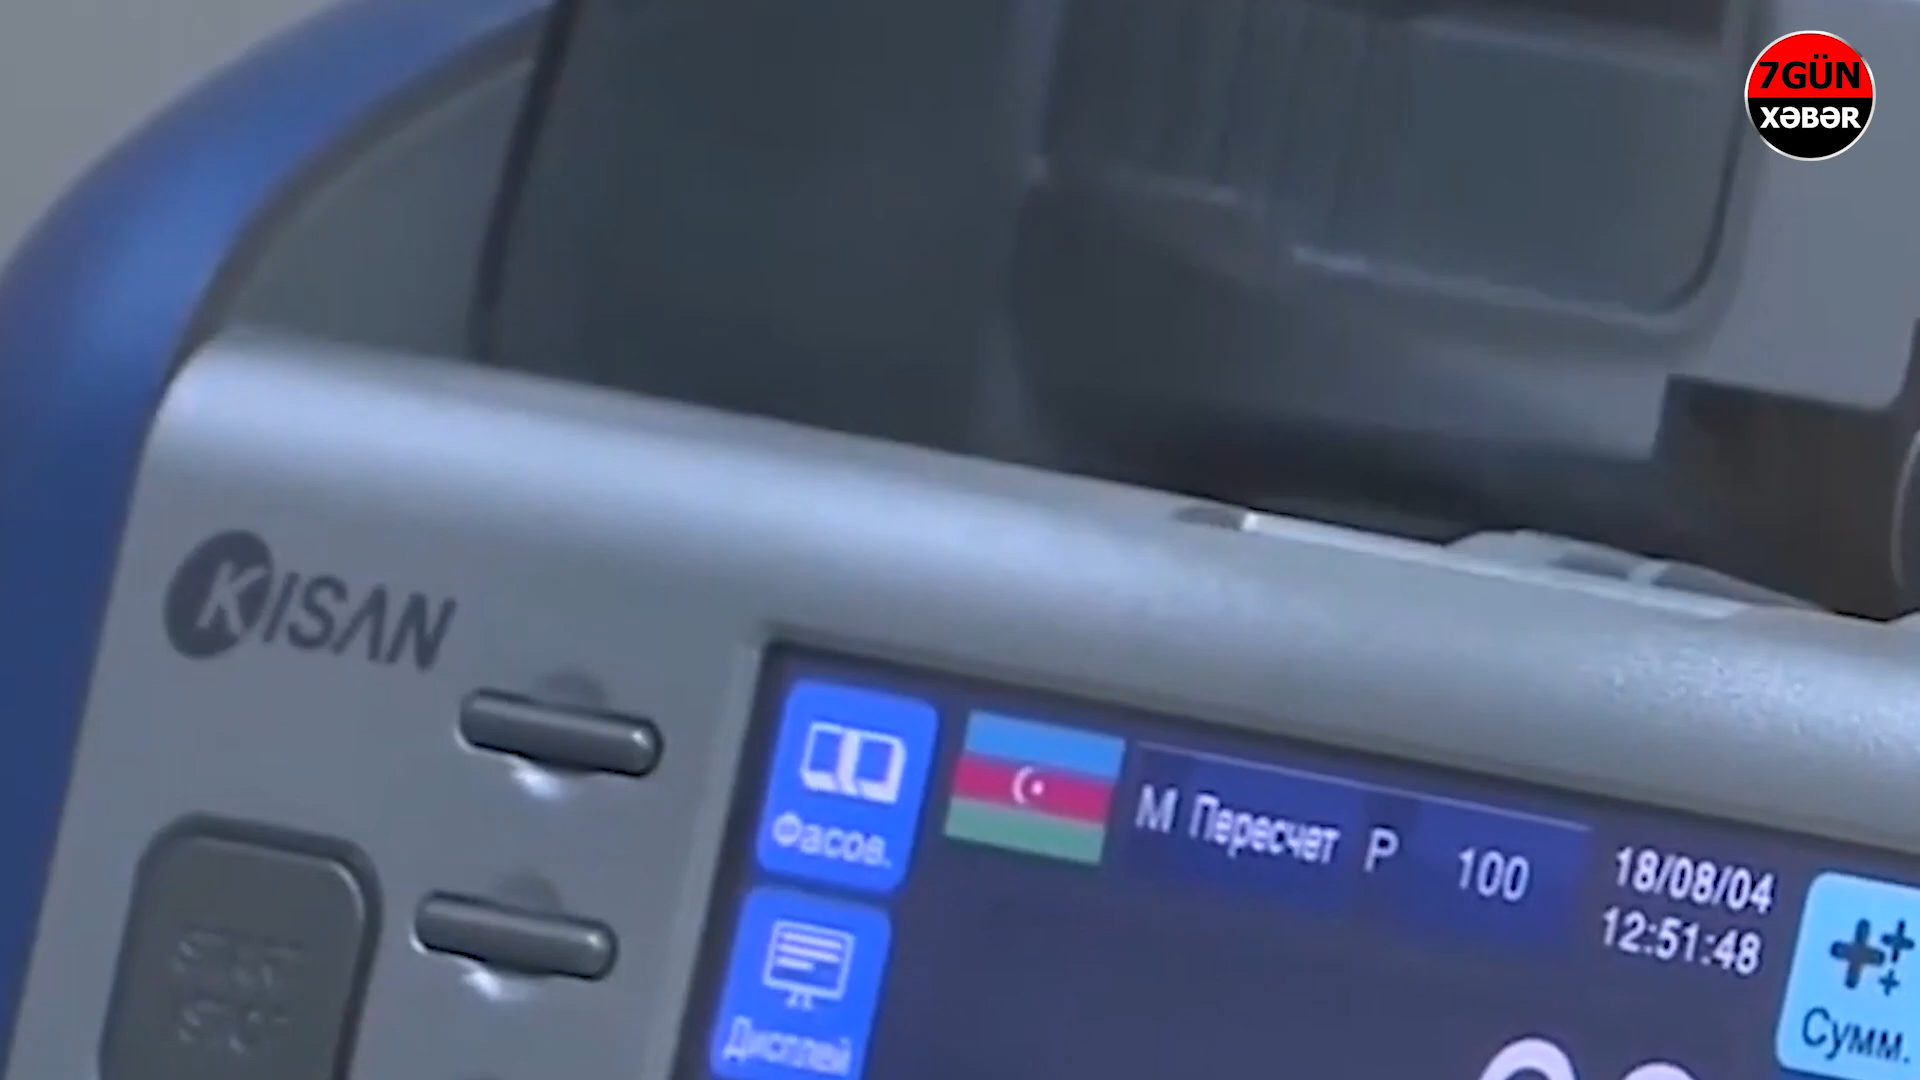 7GÜN
XƏBƏR
KISAN
Фасов.
М Пересчет Р 100
18/08/04
12:51:48
Сумм.
Дисплей